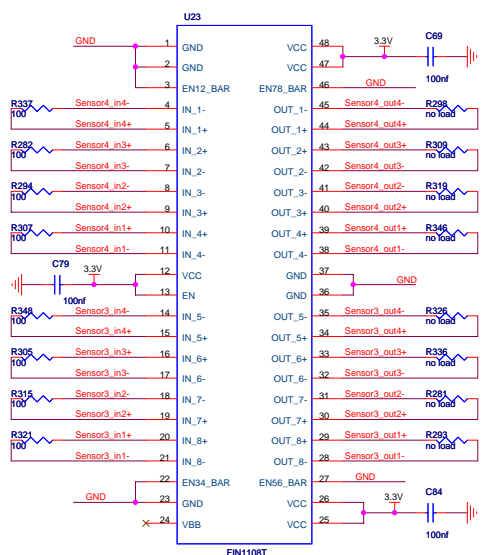 U23
GND 1 GND VCC 48 3.3V C69
2 GND VCC 47 100nf
3 EN12_BAR EN78_BAR 46 GND
R337 100 Sensor4_in4- 4 IN_1- OUT_1- 45 Sensor4_out4- R298 no load
Sensor4_in4+ 5 IN_1+ OUT_1+ 44 Sensor4_out4+
R282 100 Sensor4_in3+ 6 IN_2+ OUT_2+ 43 Sensor4_out3+ R309 no load
Sensor4_in3- 7 IN_2- OUT_2- 42 Sensor4_out3-
R294 100 Sensor4_in2- 8 IN_3- OUT_3- 41 Sensor4_out2- R319 no load
Sensor4_in2+ 9 IN_3+ OUT_3+ 40 Sensor4_out2+
R307 100 Sensor4_in1+ 10 IN_4+ OUT_4+ 39 Sensor4_out1+ R346 no load
Sensor4_in1- 11 IN_4- OUT_4- 38 Sensor4_out1-
C79 3.3V 12 VCC GND 37 GND
100nf 13 EN GND 36
R348 100 Sensor3_in4- 14 IN_5- OUT_5- 35 Sensor3_out4- R326 no load
Sensor3_in4+ 15 IN_5+ OUT_5+ 34 Sensor3_out4+
R305 100 Sensor3_in3+ 16 IN_6+ OUT_6+ 33 Sensor3_out3+ R336 no load
Sensor3_in3- 17 IN_6- OUT_6- 32 Sensor3_out3-
R315 100 Sensor3_in2- 18 IN_7- OUT_7- 31 Sensor3_out2- R281 no load
Sensor3_in2+ 19 IN_7+ OUT_7+ 30 Sensor3_out2+
R321 100 Sensor3_in1+ 20 IN_8+ OUT_8+ 29 Sensor3_out1+ R293 no load
Sensor3_in1- 21 IN_8- OUT_8- 28 Sensor3_out1-
22 EN34_BAR EN56_BAR 27 GND
GND 23 GND VCC 26 3.3V C84
24 VBB VCC 25 100nf
FIN1108T